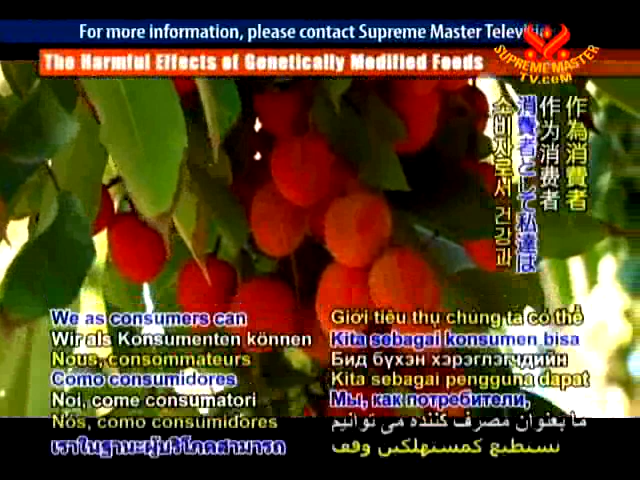 For more information, please contact Supreme Master Televisi
The Harmful Effects of Genetically Modified Foods
SUPREME MASTER
TV.COM
作為消費者
作为消费者
消費者として私達は
소비자로서 건강과
We as consumers can
Wir als Konsumenten können
Nous, consommateurs
Como consumidores
Noi, come consumatori
Nós, como consumidores
เราในฐานะผู้บริโภคสามารถ
Giới tiêu thụ chúng ta có thể
Kita sebagai konsumen bisa
Бид бүхэн хэрэглэгчдийн
Kita sebagai pengguna dapat
Мы, как потребители,
ما بعنوان مصرف کننده می توانیم
نستطيع كمستهلكين وقف